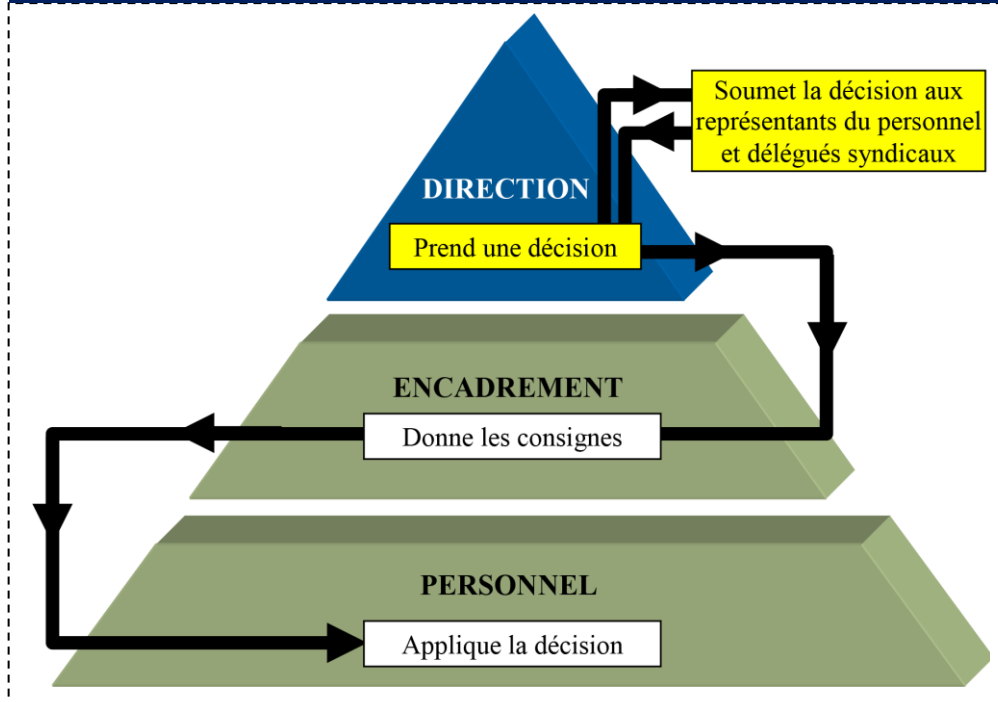 Soumet la décision aux
représentants du personnel
et délégués syndicaux
DIRECTION
Prend une décision
ENCADREMENT
Donne les consignes
PERSONNEL
Applique la décision